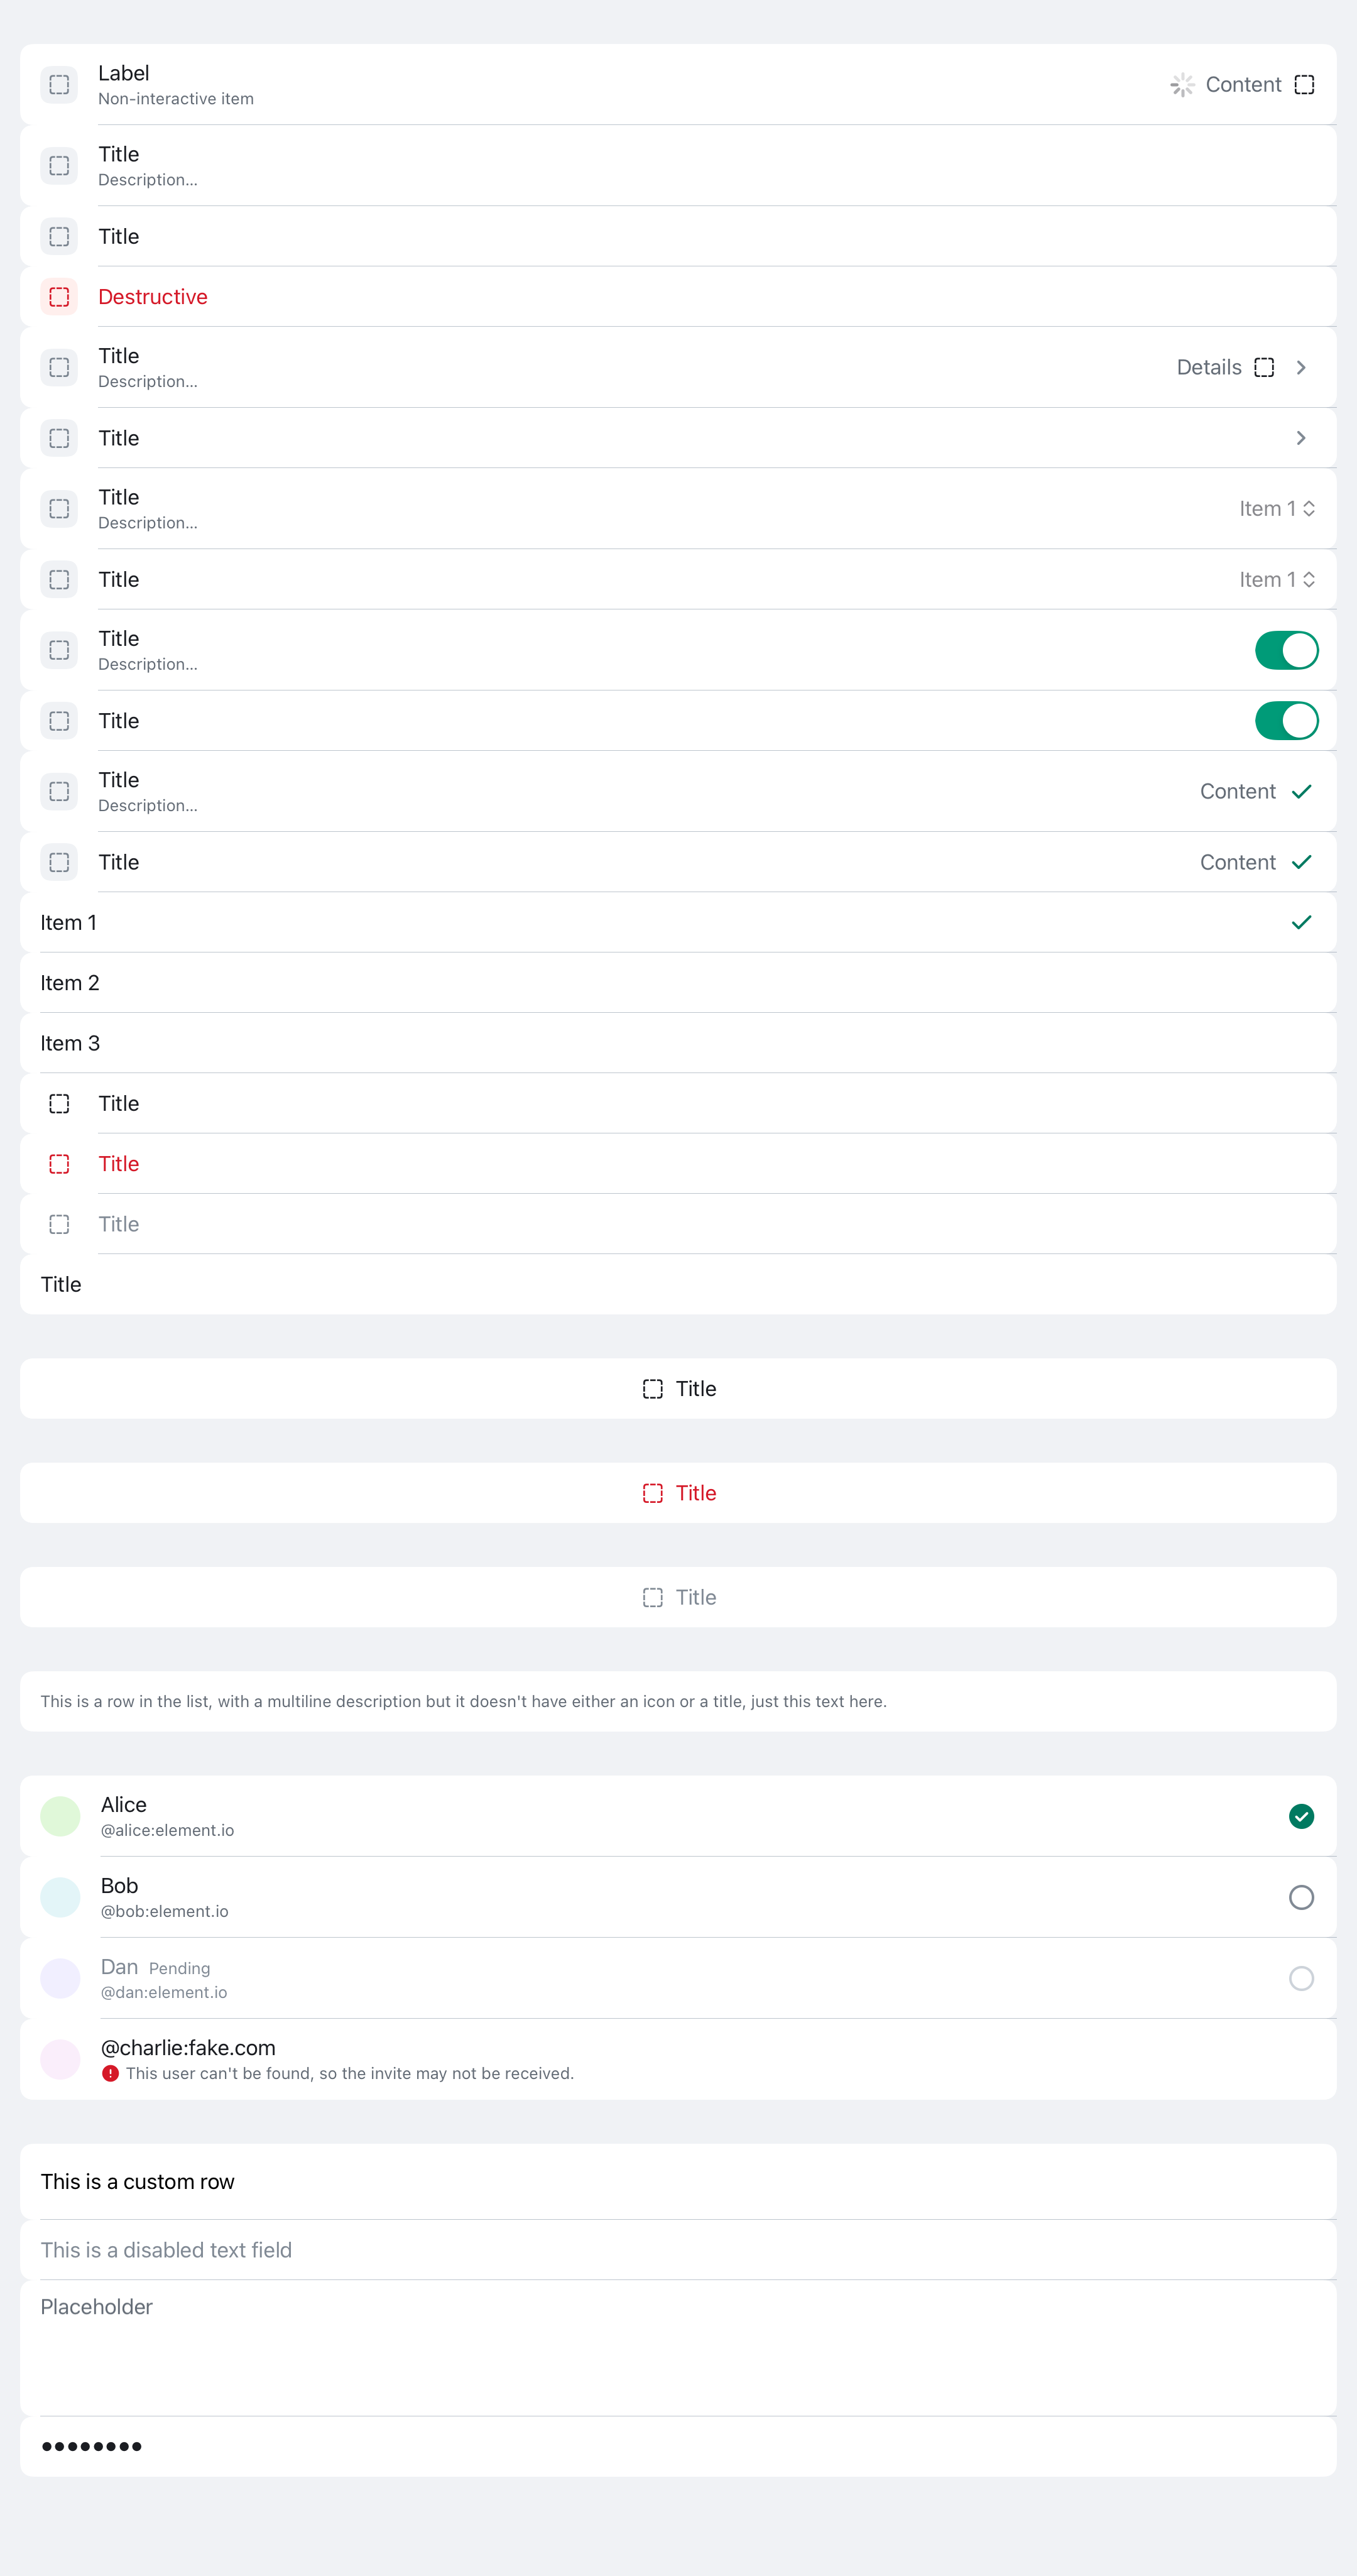 Label
Non-interactive item
Content
Title
Description...
Title
Destructive
Title
Description...
Details
Title
Title
Description...
Item 1
Title
Item 1
Title
Description...
Title
Title
Description...
Content
Title
Content
Item 1
Item 2
Item 3
Title
Title
Title
Title
Title
Title
Title
This is a row in the list, with a multiline description but it doesn't have either an icon or a title, just this text here.
Alice
@alice:element.io
Bob
@bob:element.io
Dan Pending
@dan:element.io
@charlie:fake.com
This user can't be found, so the invite may not be received.
This is a custom row
This is a disabled text field
Placeholder
••••••••